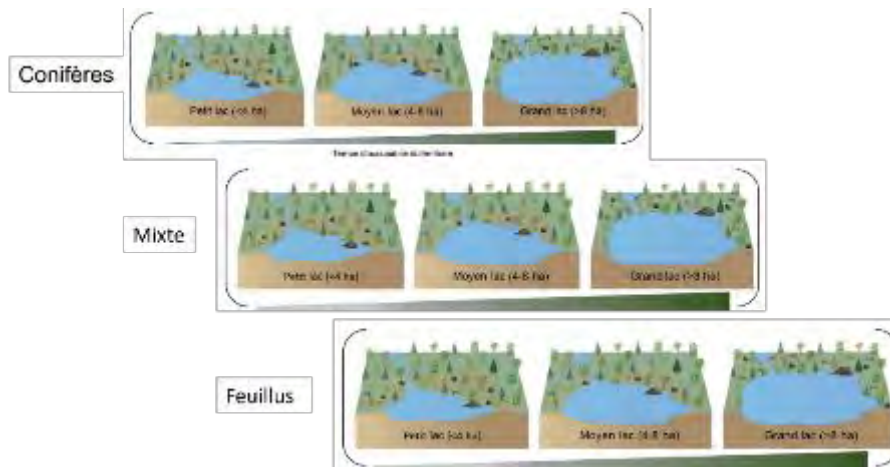 Conifères
Petit lac (<4 ha)
Moyen lac (4-8 ha)
Grand lac (>8 ha)
Mixte
Petit lac (<4 ha)
Moyen lac (4-8 ha)
Grand lac (>8 ha)
Feuillus
Petit lac (<4 ha)
Moyen lac (4-8 ha)
Grand lac (>8 ha)